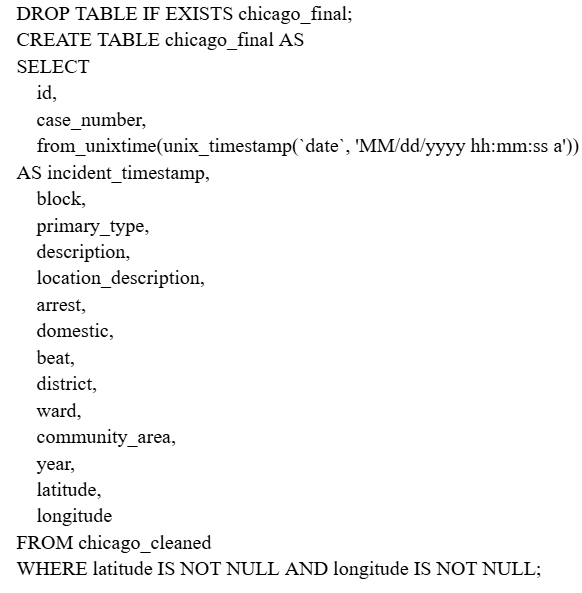 DROP TABLE IF EXISTS chicago_final;
CREATE TABLE chicago_final AS
SELECT
id,
case_number,
from_unixtime(unix_timestamp(`date`, 'MM/dd/yyyy hh:mm:ss a'))
AS incident_timestamp,
block,
primary_type,
description,
location_description,
arrest,
domestic,
beat,
district,
ward,
community_area,
year,
latitude,
longitude
FROM chicago_cleaned
WHERE latitude IS NOT NULL AND longitude IS NOT NULL;